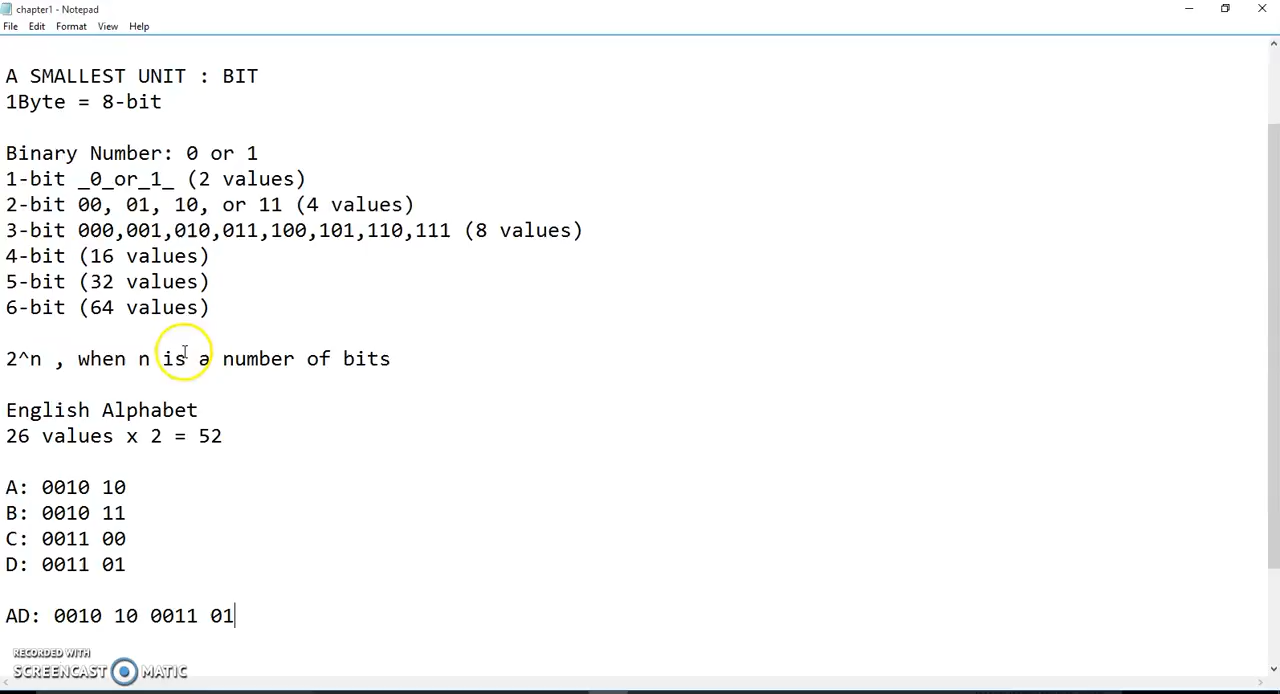 chapter1 - Notepad
File Edit Format View Help
A SMALLEST UNIT : BIT
1Byte = 8-bit
Binary Number: 0 or 1
1-bit _0_or_1_ (2 values)
2-bit 00, 01, 10, or 11 (4 values)
3-bit 000,001,010,011,100,101,110,111 (8 values)
4-bit (16 values)
5-bit (32 values)
6-bit (64 values)
2^n , when n is a number of bits
English Alphabet
26 values x 2 = 52
A: 0010 10
B: 0010 11
C: 0011 00
D: 0011 01
AD: 0010 10 0011 01
RECORDED WITH
SCREENCAST MATIC